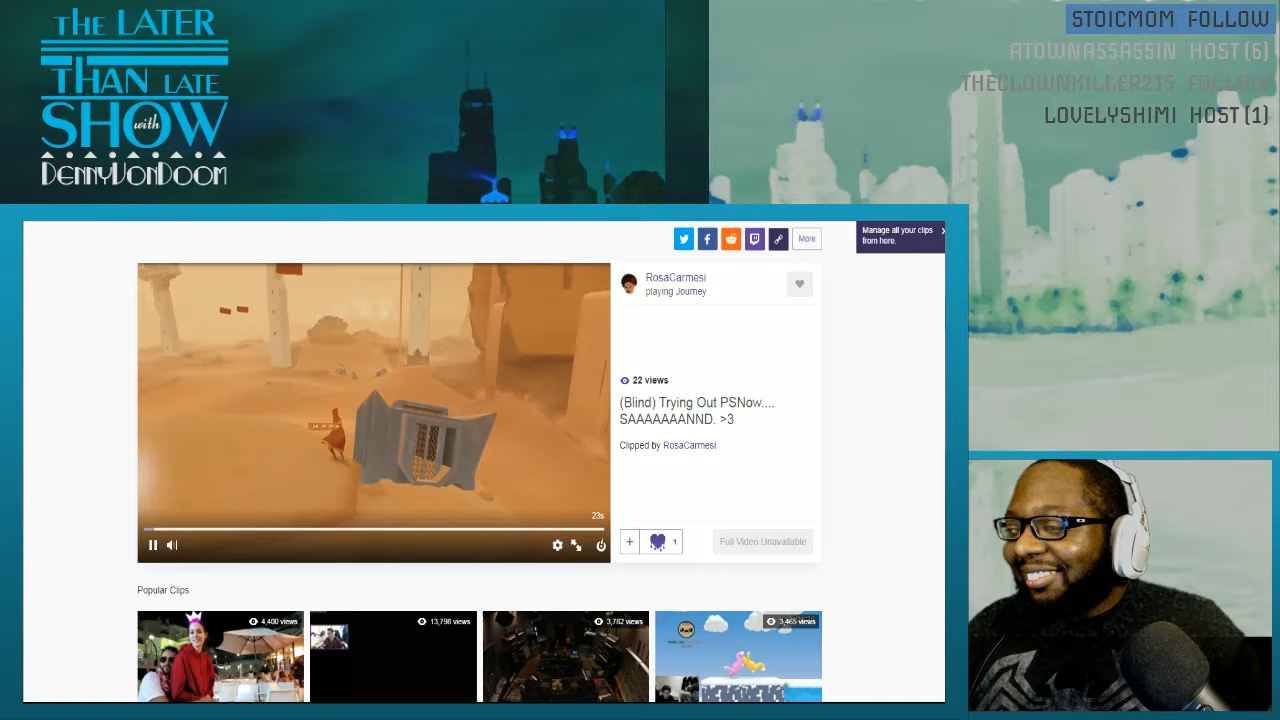 THE LATER
THAN LATE
SHOW with
DENNYVONDOOM
STOICMOM FOLLOW
ATOWNASSASSIN HOST (6)
THECLOWNKILLER215 FOLLOW
LOVELYSHIMI HOST (1)
More
Manage all your clips
from here.
RosaCarmesi
playing Journey
22 views
(Blind) Trying Out PSNow....
SAAAAAAANND. >3
Clipped by RosaCarmesi
23s
1
Full Video Unavailable
Popular Clips
4,400 views
13,798 views
3,782 views
3,465 views